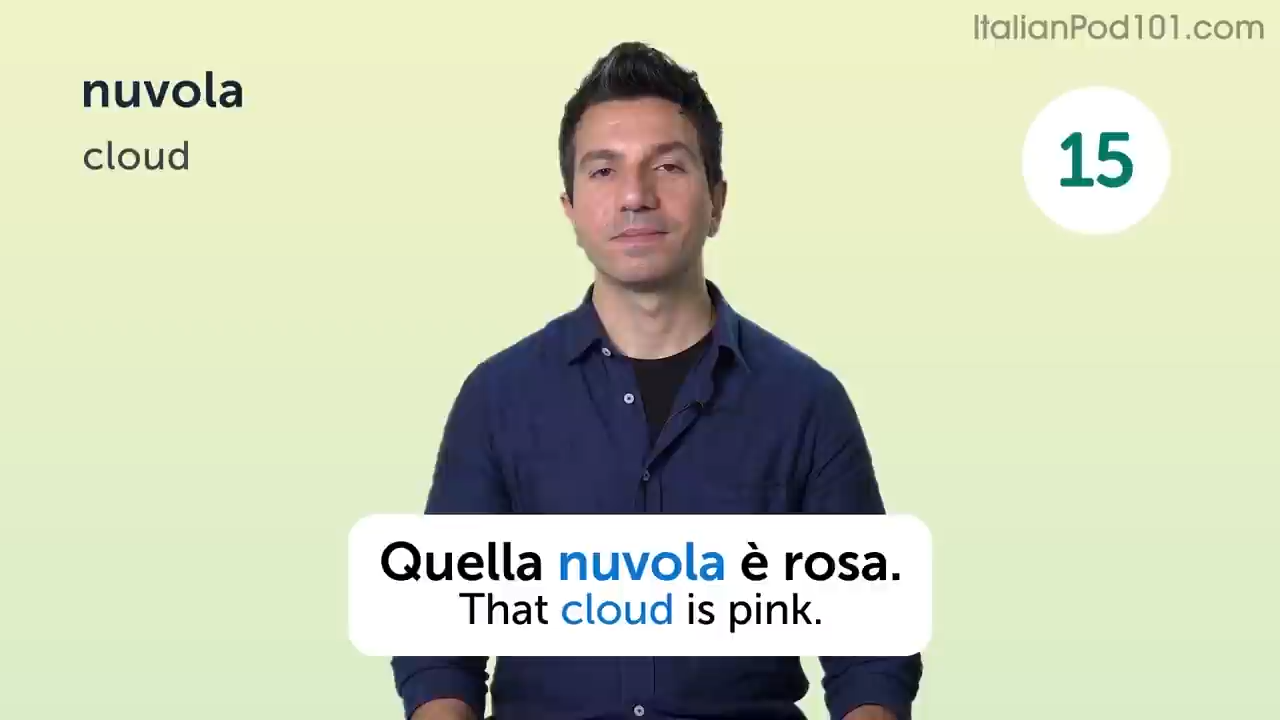 ItalianPod101.com
nuvola
cloud
15
Quella nuvola è rosa.
That cloud is pink.